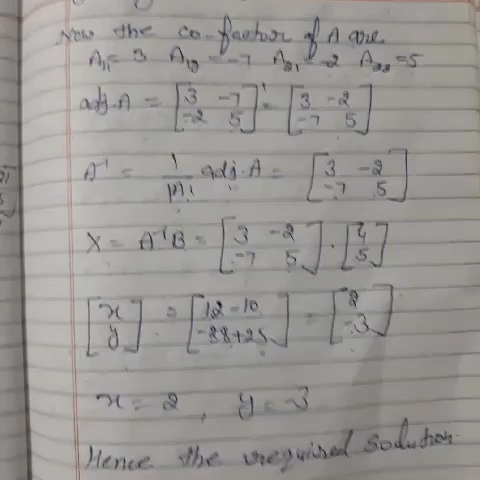 Now the co-factor of A are
A₁₁ = 3 A₁₂ = -7 A₂₁ = -2 A₂₂ = 5
adj.A = [3 -7; -2 5]' = [3 -2; -7 5]
A⁻¹ = 1/|A| adj.A = [3 -2; -7 5]
X = A⁻¹B = [3 -2; -7 5] . [4; 5]
[x; y] = [12-10; -28+25] = [2; -3]
x = 2, y = -3
Hence the required solution.